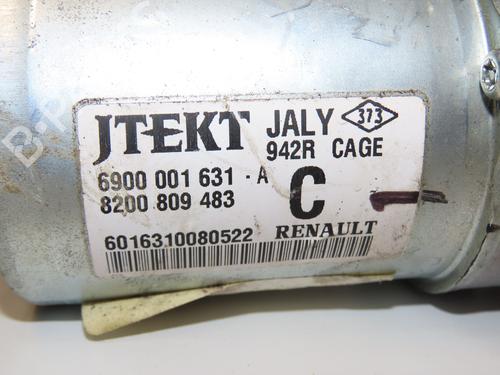 JTEKT JALY 373
942R CAGE
6900 001 631 - A
8200 809 483 C
6016310080522 RENAULT